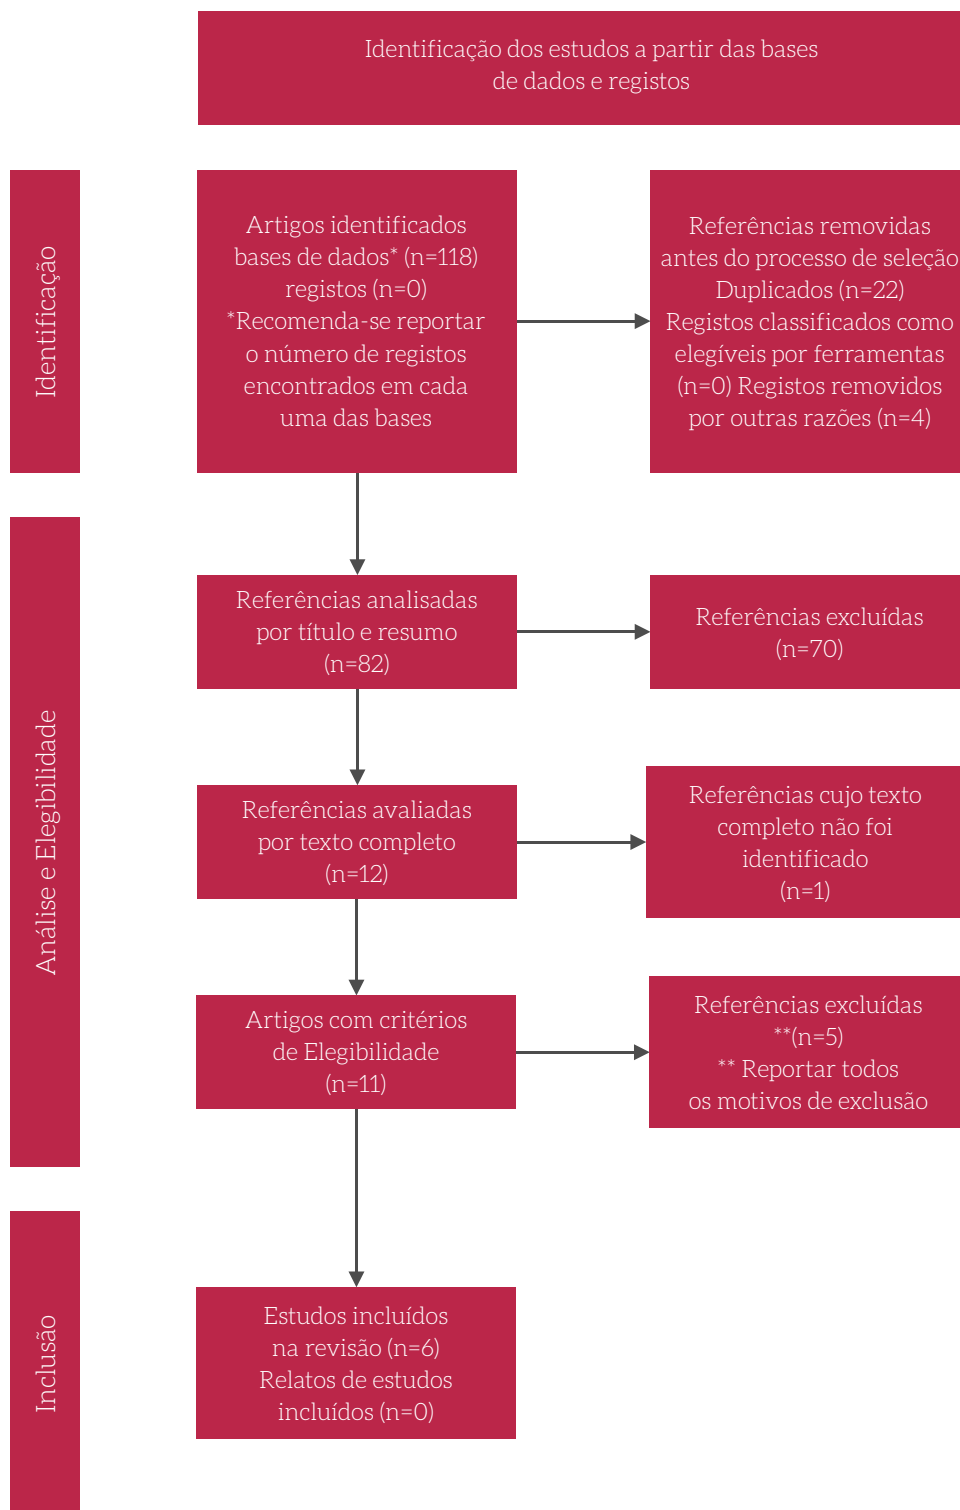 Identificação dos estudos a partir das bases
de dados e registos
Identificação
Artigos identificados
bases de dados* (n=118)
registos (n=0)
*Recomenda-se reportar
o número de registos
encontrados em cada
uma das bases
Referências removidas
antes do processo de seleção
Duplicados (n=22)
Registos classificados como
elegíveis por ferramentas
(n=0) Registos removidos
por outras razões (n=4)
Análise e Elegibilidade
Referências analisadas
por título e resumo
(n=82)
Referências excluídas
(n=70)
Referências avaliadas
por texto completo
(n=12)
Referências cujo texto
completo não foi
identificado
(n=1)
Artigos com critérios
de Elegibilidade
(n=11)
Referências excluídas
**(n=5)
** Reportar todos
os motivos de exclusão
Inclusão
Estudos incluídos
na revisão (n=6)
Relatos de estudos
incluídos (n=0)